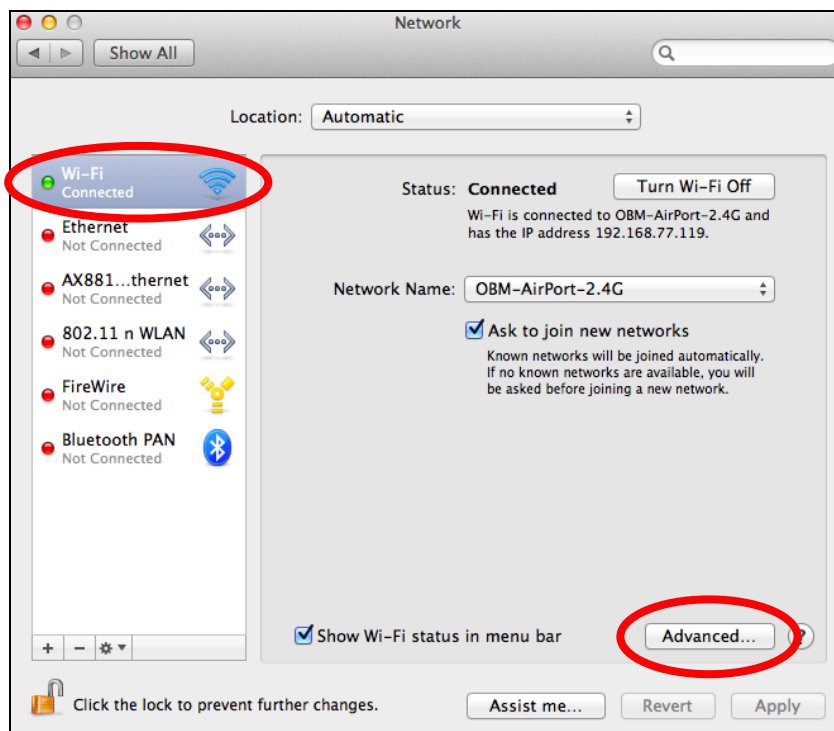 Network
Show All
Location: Automatic
Wi-Fi
Connected
Ethernet
Not Connected
AX881...thernet
Not Connected
802.11 n WLAN
Not Connected
FireWire
Not Connected
Bluetooth PAN
Not Connected
+ −
Status: Connected
Turn Wi-Fi Off
Wi-Fi is connected to OBM-AirPort-2.4G and
has the IP address 192.168.77.119.
Network Name: OBM-AirPort-2.4G
Ask to join new networks
Known networks will be joined automatically.
If no known networks are available, you will
be asked before joining a new network.
Show Wi-Fi status in menu bar
Advanced...
?
Click the lock to prevent further changes.
Assist me...
Revert
Apply